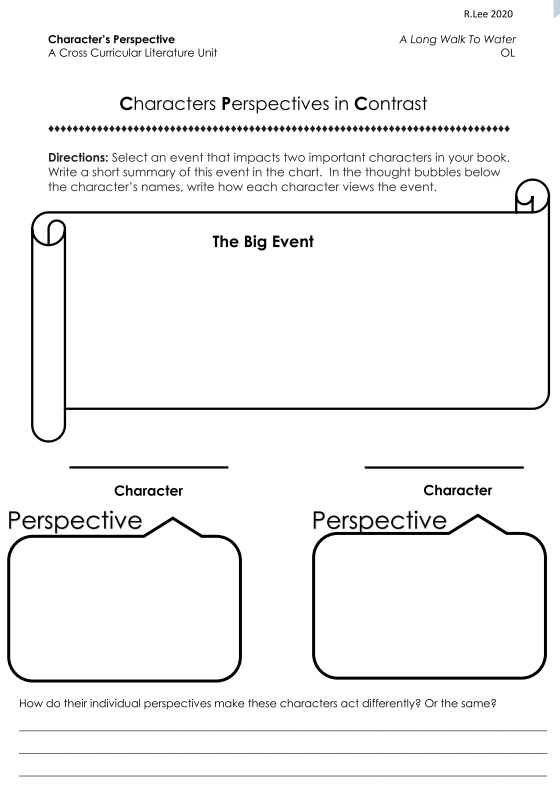 R.Lee 2020
Character's Perspective
A Long Walk To Water
A Cross Curricular Literature Unit
OL
Characters Perspectives in Contrast
Directions: Select an event that impacts two important characters in your book.
Write a short summary of this event in the chart. In the thought bubbles below
the character's names, write how each character views the event.
The Big Event
Character
Character
Perspective
Perspective
How do their individual perspectives make these characters act differently? Or the same?